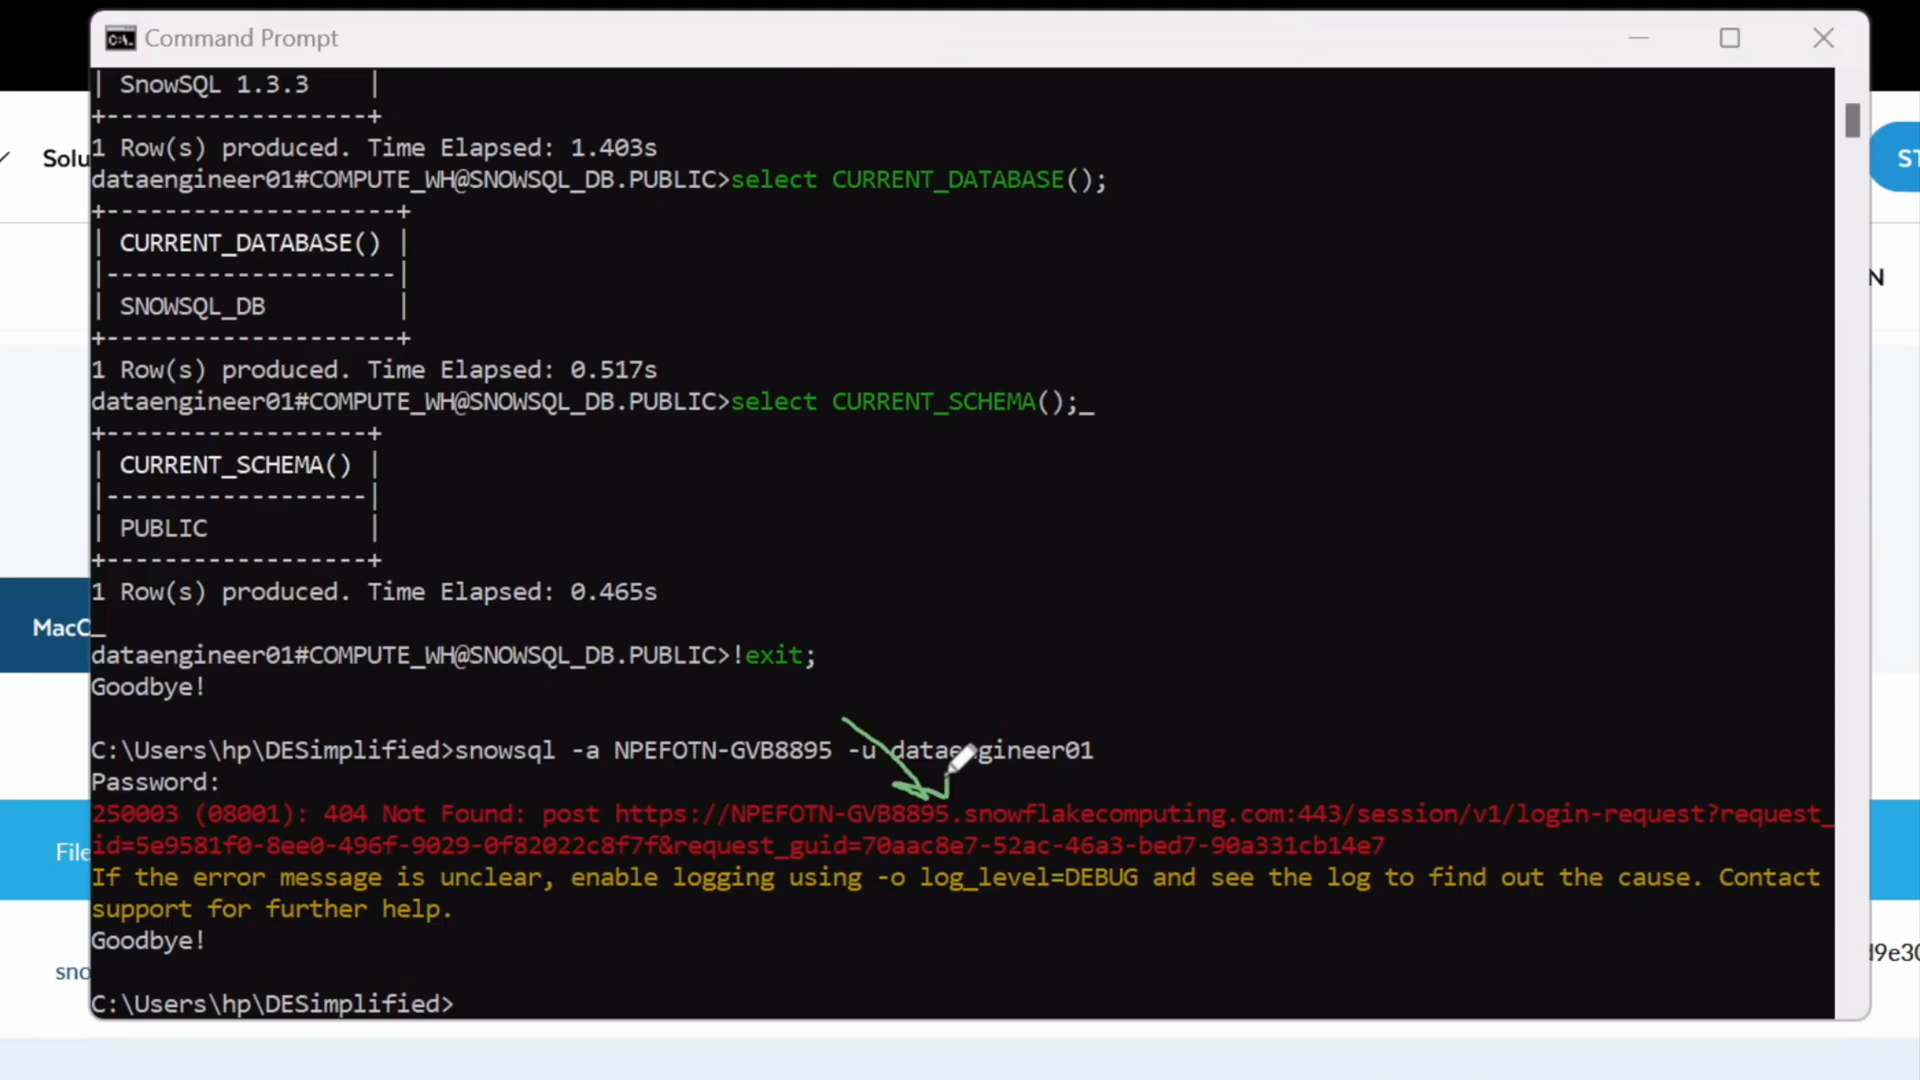 Command Prompt
| SnowSQL 1.3.3    |
+------------------+
1 Row(s) produced. Time Elapsed: 1.403s
dataengineer01#COMPUTE_WH@SNOWSQL_DB.PUBLIC>select CURRENT_DATABASE();
+--------------------+
| CURRENT_DATABASE() |
|--------------------|
| SNOWSQL_DB         |
+--------------------+
1 Row(s) produced. Time Elapsed: 0.517s
dataengineer01#COMPUTE_WH@SNOWSQL_DB.PUBLIC>select CURRENT_SCHEMA();_
+------------------+
| CURRENT_SCHEMA() |
|------------------|
| PUBLIC           |
+------------------+
1 Row(s) produced. Time Elapsed: 0.465s
_
dataengineer01#COMPUTE_WH@SNOWSQL_DB.PUBLIC>!exit;
Goodbye!
C:\Users\hp\DESimplified>snowsql -a NPEFOTN-GVB8895 -u dataengineer01
Password:
250003 (08001): 404 Not Found: post https://NPEFOTN-GVB8895.snowflakecomputing.com:443/session/v1/login-request?request_
id=5e9581f0-8ee0-496f-9029-0f82022c8f7f&request_guid=70aac8e7-52ac-46a3-bed7-90a331cb14e7
If the error message is unclear, enable logging using -o log_level=DEBUG and see the log to find out the cause. Contact
support for further help.
Goodbye!
C:\Users\hp\DESimplified>
Solu
MacO
File
sno
ST
N
d9e30